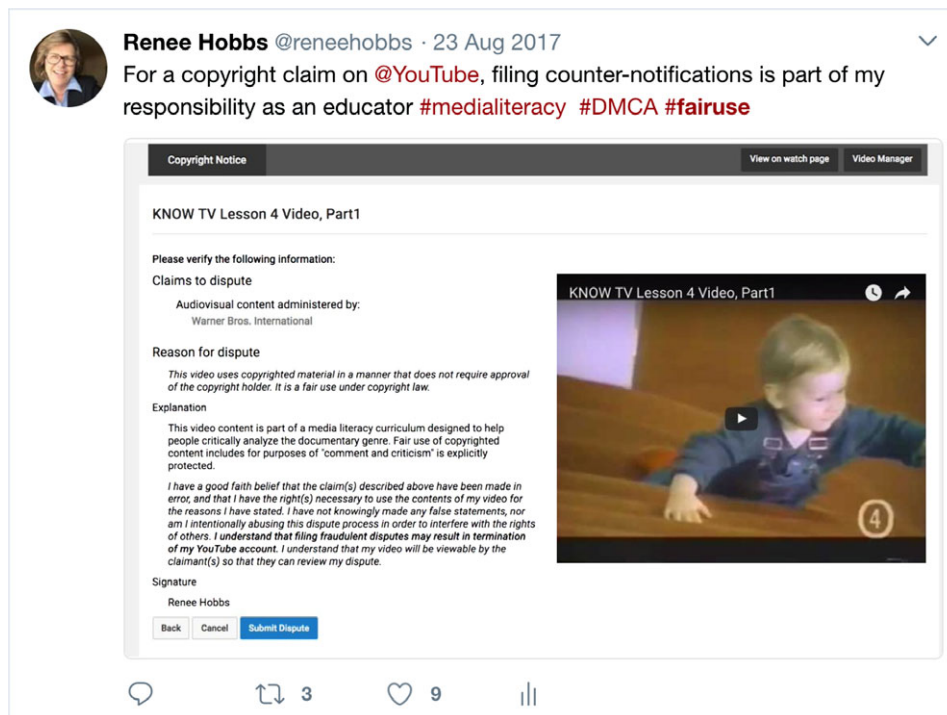 Renee Hobbs @reneehobbs · 23 Aug 2017
For a copyright claim on @YouTube, filing counter-notifications is part of my
responsibility as an educator #medialiteracy #DMCA #fairuse
Copyright Notice
View on watch page
Video Manager
KNOW TV Lesson 4 Video, Part1
Please verify the following information:
Claims to dispute
Audiovisual content administered by:
Warner Bros. International
Reason for dispute
This video uses copyrighted material in a manner that does not require approval
of the copyright holder. It is a fair use under copyright law.
Explanation
This video content is part of a media literacy curriculum designed to help
people critically analyze the documentary genre. Fair use of copyrighted
content includes for purposes of "comment and criticism" is explicitly
protected.
I have a good faith belief that the claim(s) described above have been made in
error, and that I have the right(s) necessary to use the contents of my video for
the reasons I have stated. I have not knowingly made any false statements, nor
am I intentionally abusing this dispute process in order to interfere with the rights
of others. I understand that filing fraudulent disputes may result in termination
of my YouTube account. I understand that my video will be viewable by the
claimant(s) so that they can review my dispute.
Signature
Renee Hobbs
Back
Cancel
Submit Dispute
KNOW TV Lesson 4 Video, Part1
4
3
9